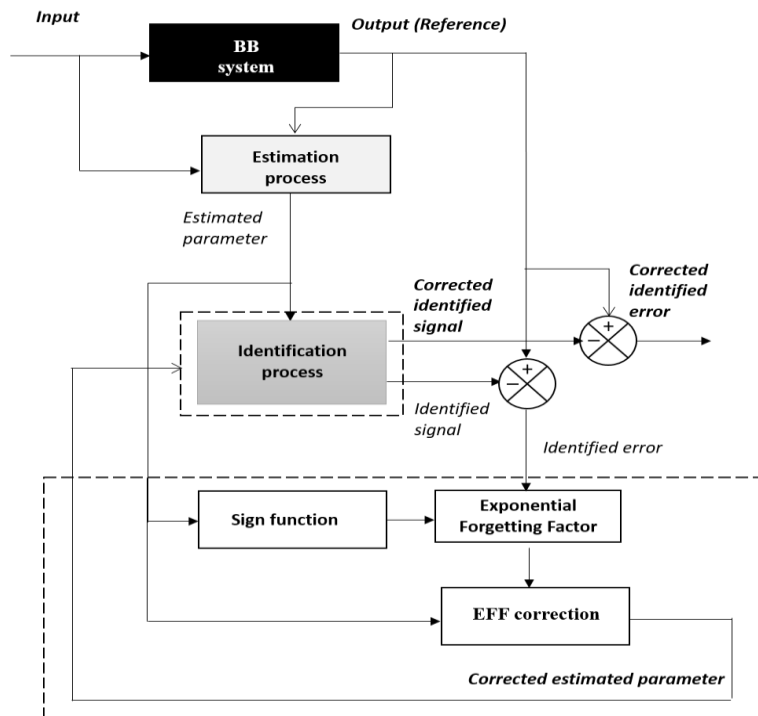 Input
Output (Reference)
BB
system
Estimation
process
Estimated
parameter
Corrected
identified
signal
Corrected
identified
error
+
−
Identification
process
+
−
Identified
signal
Identified error
Sign function
Exponential
Forgetting Factor
EFF correction
Corrected estimated parameter